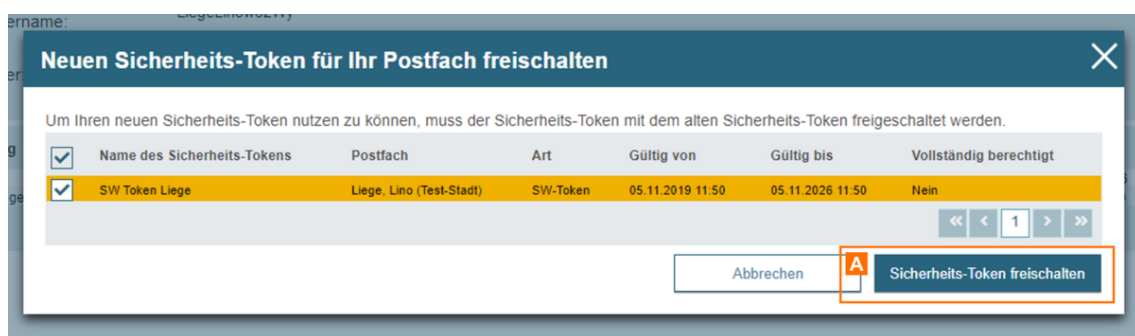 ername:
er:
Neuen Sicherheits-Token für Ihr Postfach freischalten
Um Ihren neuen Sicherheits-Token nutzen zu können, muss der Sicherheits-Token mit dem alten Sicherheits-Token freigeschaltet werden.
g
Name des Sicherheits-Tokens Postfach Art Gültig von Gültig bis Vollständig berechtigt
ge
SW Token Liege Liege, Lino (Test-Stadt) SW-Token 05.11.2019 11:50 05.11.2026 11:50 Nein
« < 1 > »
Abbrechen A Sicherheits-Token freischalten